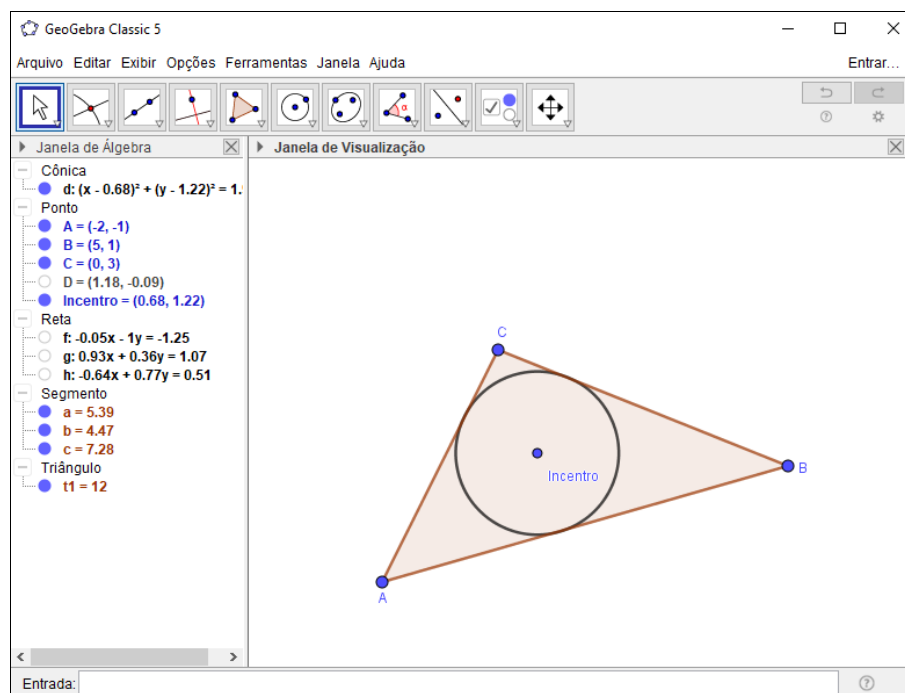 GeoGebra Classic 5
Arquivo Editar Exibir Opções Ferramentas Janela Ajuda Entrar...
Janela de Álgebra
Cônica
d: (x - 0.68)² + (y - 1.22)² = 1.
Ponto
A = (-2, -1)
B = (5, 1)
C = (0, 3)
D = (1.18, -0.09)
Incentro = (0.68, 1.22)
Reta
f: -0.05x - 1y = -1.25
g: 0.93x + 0.36y = 1.07
h: -0.64x + 0.77y = 0.51
Segmento
a = 5.39
b = 4.47
c = 7.28
Triângulo
t1 = 12
Janela de Visualização
C
B
Incentro
A
Entrada: